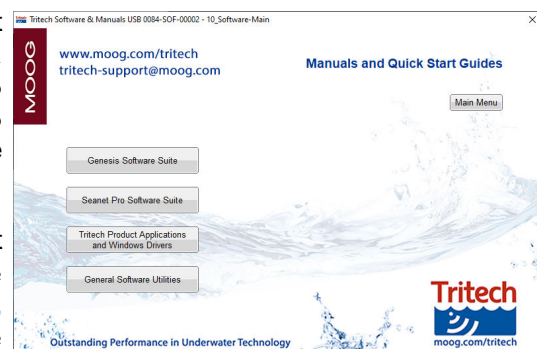 Tritech Software & Manuals USB 0084-SOF-00002 - 10_Software-Main
MOOG
www.moog.com/tritech
tritech-support@moog.com
Manuals and Quick Start Guides
Main Menu
Genesis Software Suite
Seanet Pro Software Suite
Tritech Product Applications
and Windows Drivers
General Software Utilities
Tritech
Outstanding Performance in Underwater Technology
moog.com/tritech